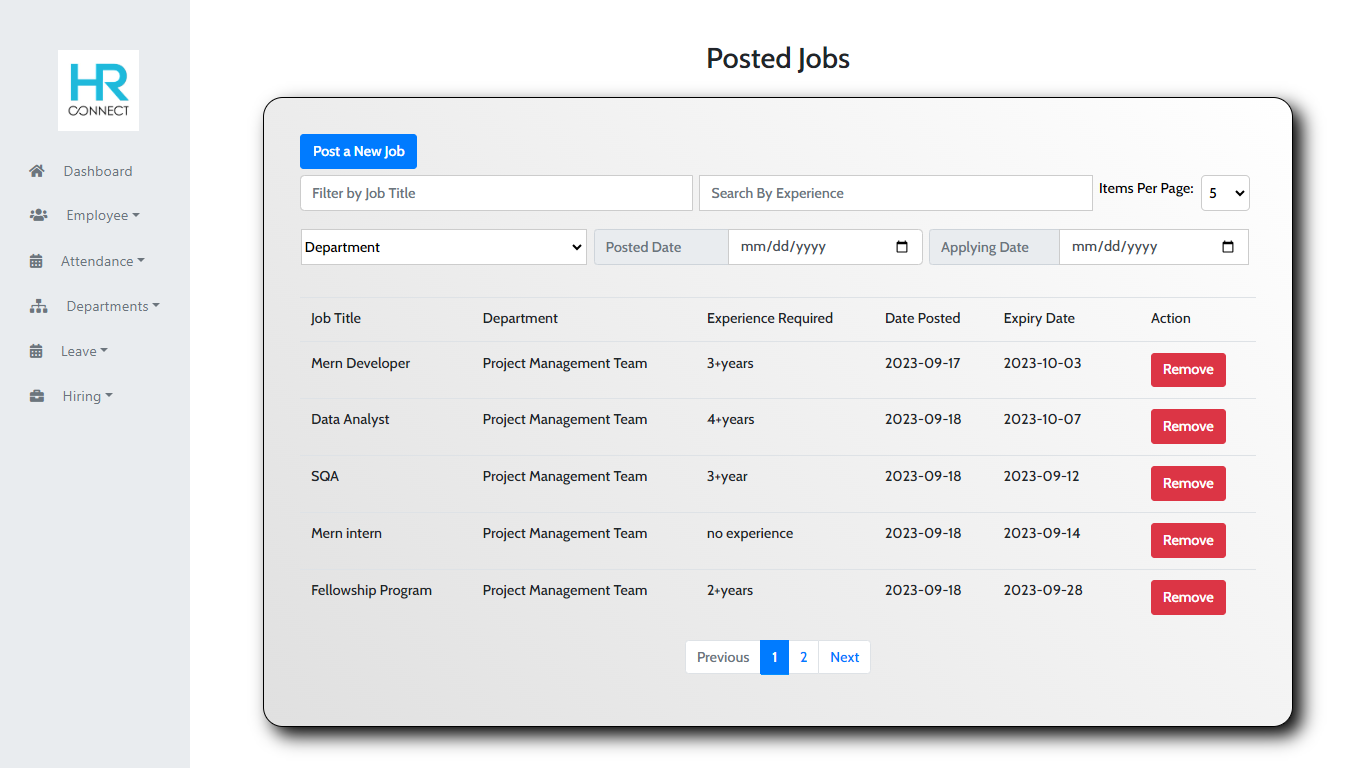 HR
CONNECT
Dashboard
Employee
Attendance
Departments
Leave
Hiring
Posted Jobs
Post a New Job
Filter by Job Title Search By Experience Items Per Page: 5
Department Posted Date mm/dd/yyyy Applying Date mm/dd/yyyy
Job Title Department Experience Required Date Posted Expiry Date Action
Mern Developer Project Management Team 3+years 2023-09-17 2023-10-03 Remove
Data Analyst Project Management Team 4+years 2023-09-18 2023-10-07 Remove
SQA Project Management Team 3+year 2023-09-18 2023-09-12 Remove
Mern intern Project Management Team no experience 2023-09-18 2023-09-14 Remove
Fellowship Program Project Management Team 2+years 2023-09-18 2023-09-28 Remove
Previous 1 2 Next